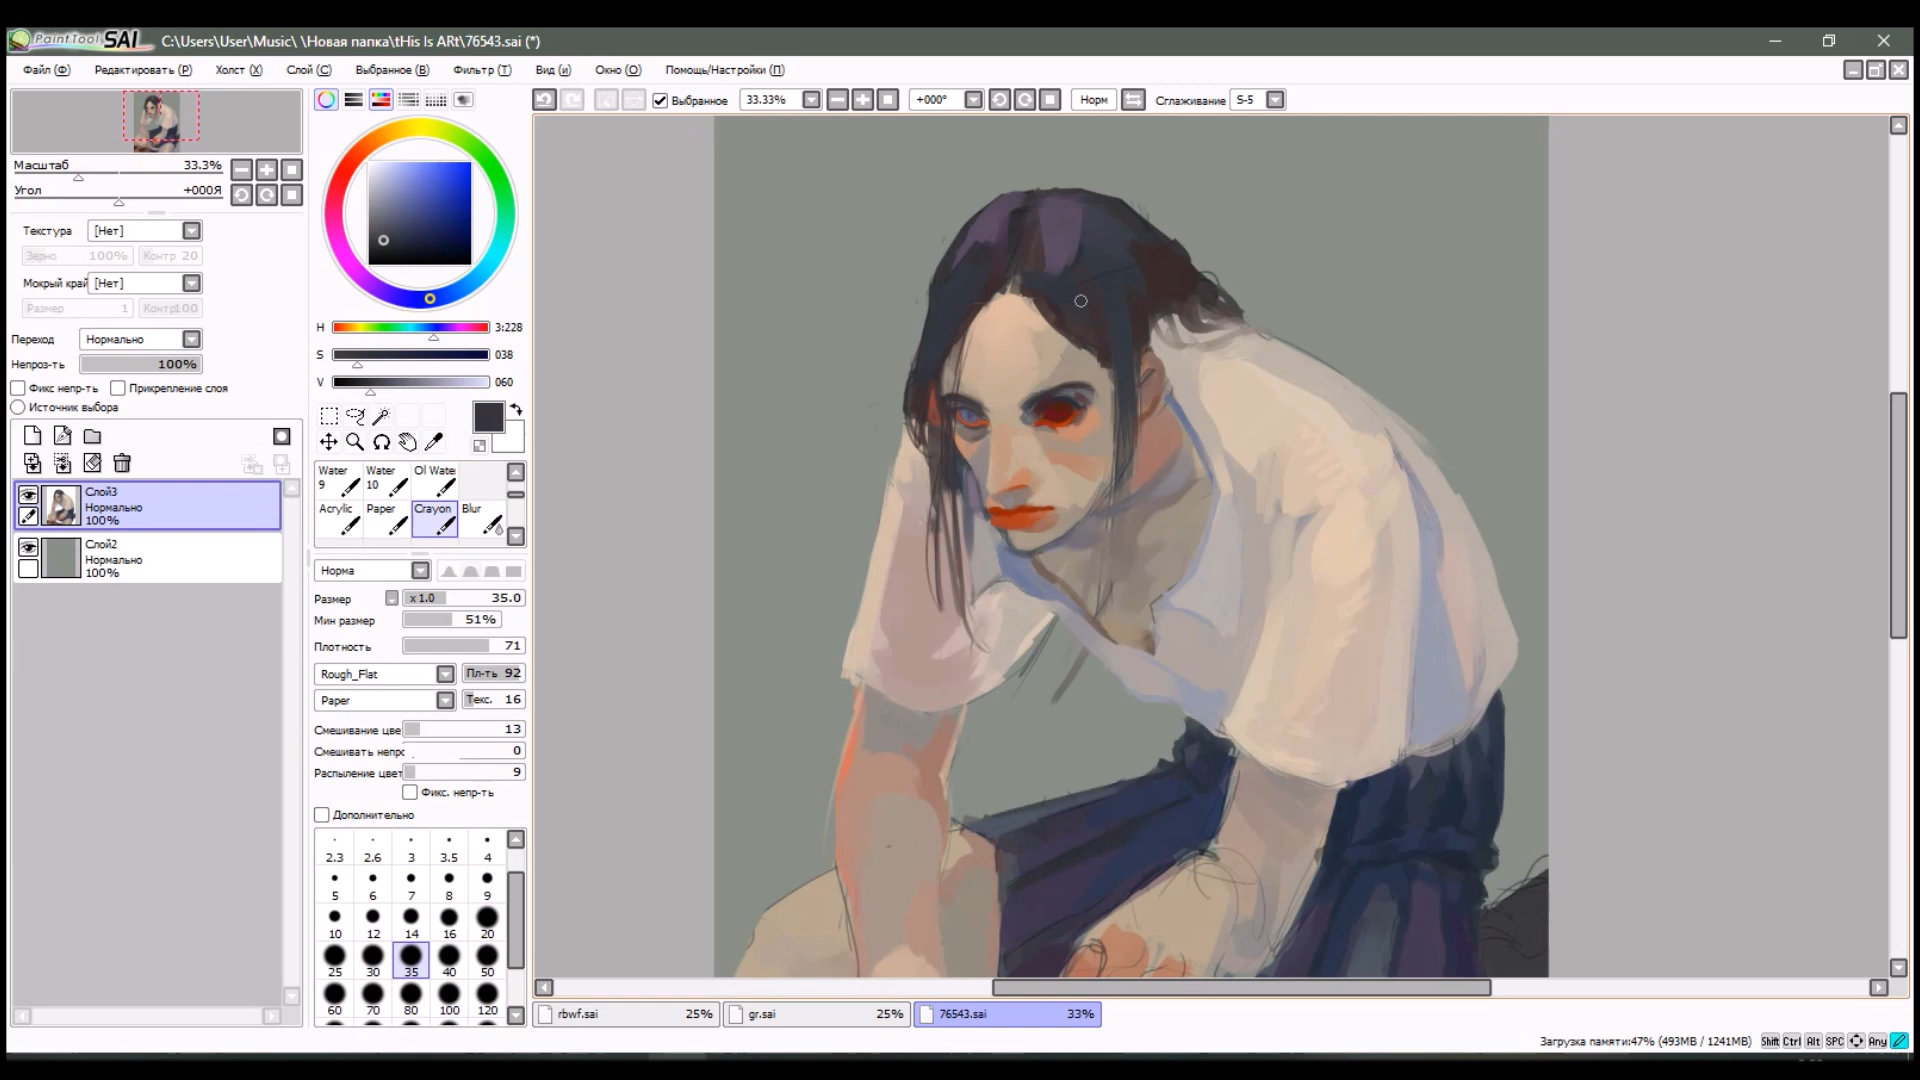 PaintTool SAI C:\Users\User\Music\ \Новая папка\tHis Is ARt\76543.sai (*)
Файл (Ф) Редактировать (Р) Холст (Х) Слой (С) Выбранное (В) Фильтр (Т) Вид (и) Окно (О) Помощь/Настройки (П)
Выбранное 33.33% +000° Норм Сглаживание S-5
Масштаб 33.3%
Угол +000Я
Текстура [Нет]
Зерно 100% Контр 20
Мокрый край [Нет]
Размер 1 Контр100
Переход Нормально
Непроз-ть 100%
Фикс непр-ть Прикрепление слоя
Источник выбора
Слой3
Нормально
100%
Слой2
Нормально
100%
H 3:228
S 038
V 060
Water 9 Water 10 Ol Wate
Acrylic Paper Crayon Blur
Норма
Размер x 1.0 35.0
Мин размер 51%
Плотность 71
Rough_Flat Пл-ть 92
Paper Текс. 16
Смешивание цве 13
Смешивать непрс 0
Распыление цвет 9
Фикс. непр-ть
Дополнительно
2.3 2.6 3 3.5 4
5 6 7 8 9
10 12 14 16 20
25 30 35 40 50
60 70 80 100 120
rbwf.sai 25% gr.sai 25% 76543.sai 33%
Загрузка памяти:47% (493MB / 1241MB) Shift Ctrl Alt SPC Any